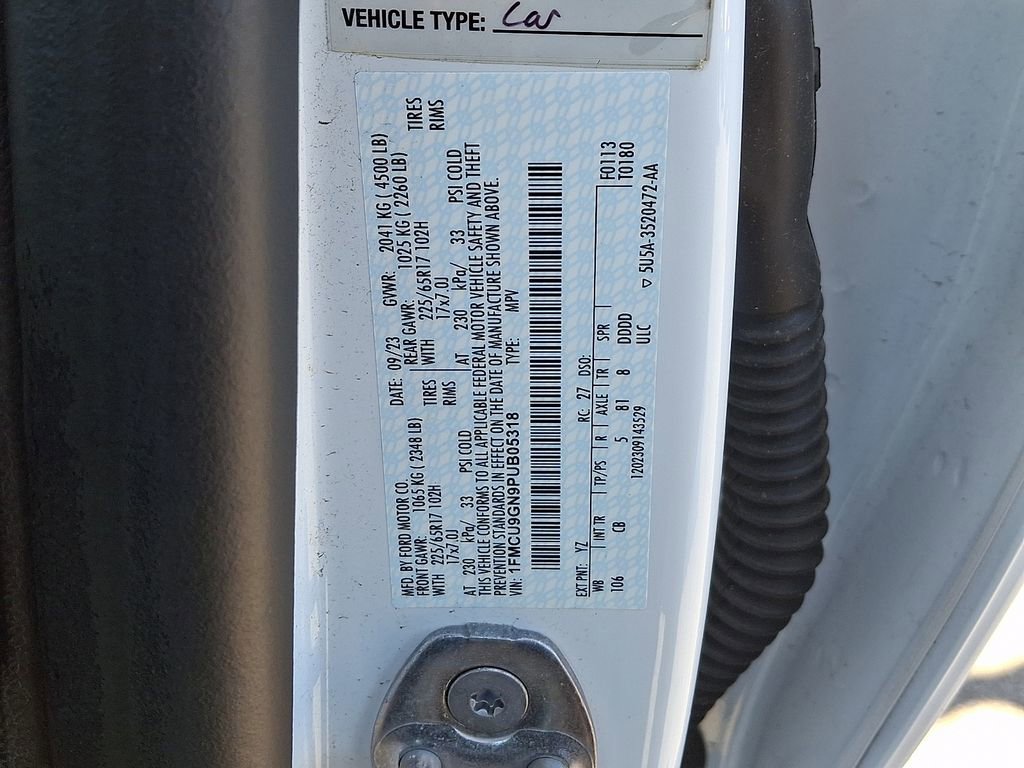 VEHICLE TYPE: Car
MFD. BY FORD MOTOR CO. DATE: 09/23 GVWR: 2041 KG ( 4500 LB)
FRONT GAWR: 1065 KG ( 2348 LB) REAR GAWR: 1025 KG ( 2260 LB)
WITH 225/65R17 102H TIRES WITH 225/65R17 102H TIRES
17x7.0J RIMS 17x7.0J RIMS
AT 230 kPa/ 33 PSI COLD AT 230 kPa/ 33 PSI COLD
THIS VEHICLE CONFORMS TO ALL APPLICABLE FEDERAL MOTOR VEHICLE SAFETY AND THEFT
PREVENTION STANDARDS IN EFFECT ON THE DATE OF MANUFACTURE SHOWN ABOVE.
VIN: 1FMCU9GN9PUB05318 TYPE: MPV
EXT PNT: YZ RC: 27 DSO:
WB INT TR TP/PS R AXLE TR SPR F0113
106 CB 5 81 8 DDDD T0180
1202309143529 ULC ▽ 5U5A-3520472-AA